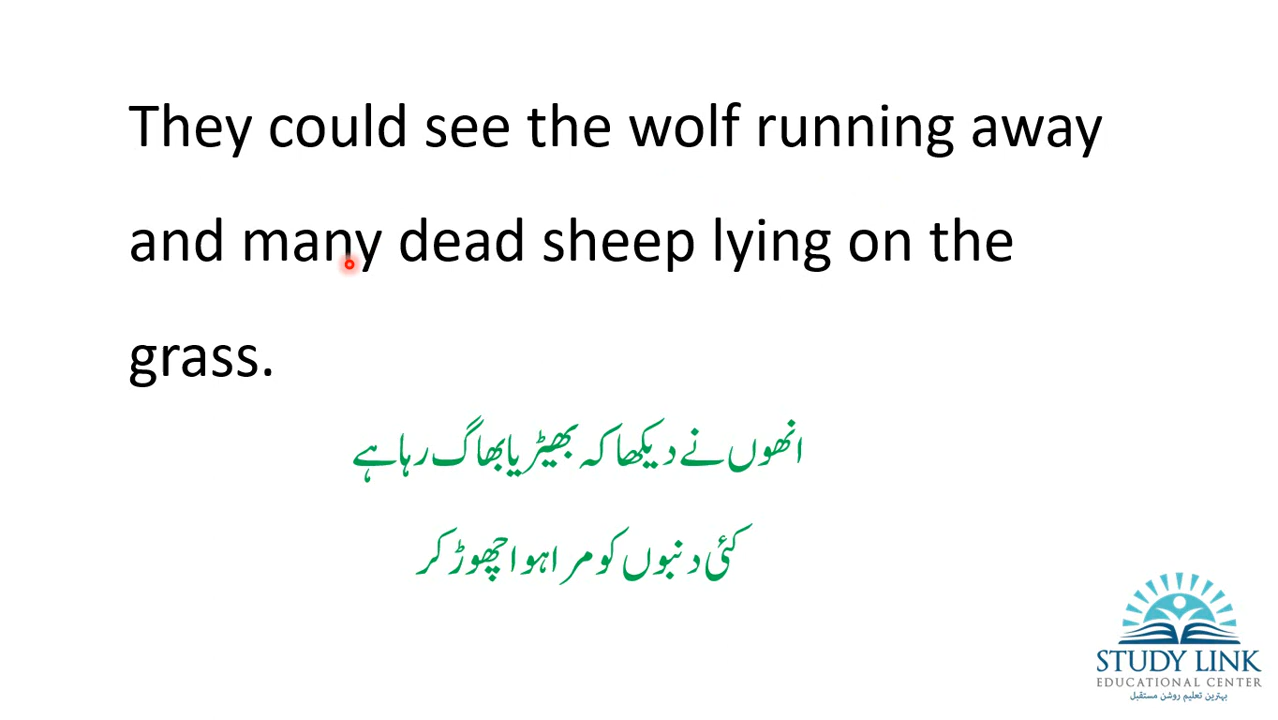 They could see the wolf running away
and many dead sheep lying on the
grass.
انھوں نے دیکھا کہ بھیڑیا بھاگ رہا ہے
کئی دنبوں کو مرا ہوا چھوڑ کر
STUDY LINK
EDUCATIONAL CENTER
بہترین تعلیم روشن مستقبل